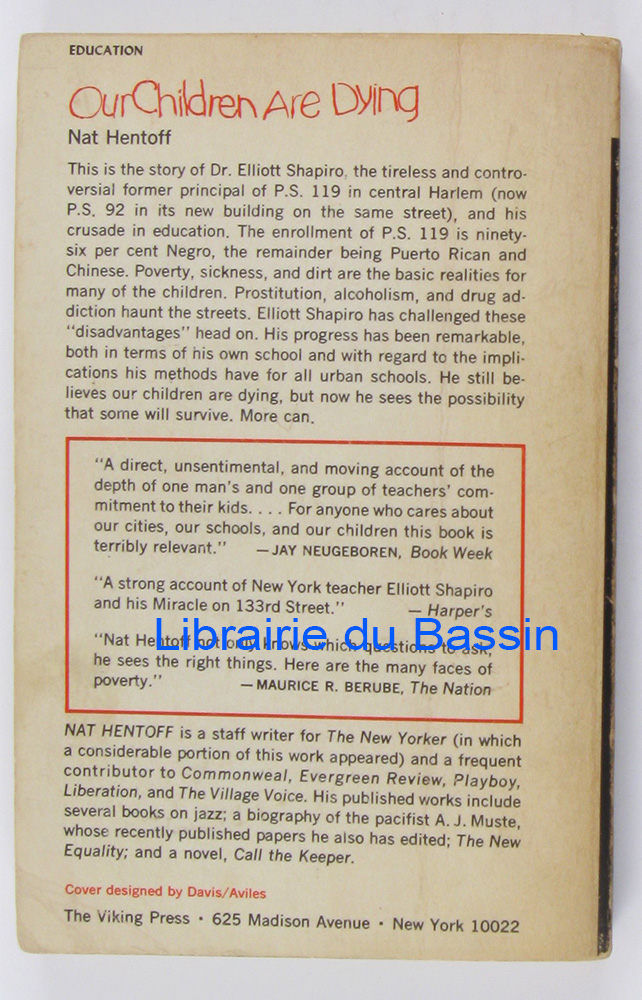 EDUCATION
Our Children Are Dying
Nat Hentoff
This is the story of Dr. Elliott Shapiro, the tireless and contro-
versial former principal of P.S. 119 in central Harlem (now
P.S. 92 in its new building on the same street), and his
crusade in education. The enrollment of P.S. 119 is ninety-
six per cent Negro, the remainder being Puerto Rican and
Chinese. Poverty, sickness, and dirt are the basic realities for
many of the children. Prostitution, alcoholism, and drug ad-
diction haunt the streets. Elliott Shapiro has challenged these
"disadvantages" head on. His progress has been remarkable,
both in terms of his own school and with regard to the impli-
cations his methods have for all urban schools. He still be-
lieves our children are dying, but now he sees the possibility
that some will survive. More can.
"A direct, unsentimental, and moving account of the
depth of one man's and one group of teachers' com-
mitment to their kids. . . . For anyone who cares about
our cities, our schools, and our children this book is
terribly relevant." —JAY NEUGEBOREN, Book Week
"A strong account of New York teacher Elliott Shapiro
and his Miracle on 133rd Street." — Harper's
"Nat Hentoff not only knows which questions to ask,
Librairie du Bassin
he sees the right things. Here are the many faces of
poverty." —MAURICE R. BERUBE, The Nation
NAT HENTOFF is a staff writer for The New Yorker (in which
a considerable portion of this work appeared) and a frequent
contributor to Commonweal, Evergreen Review, Playboy,
Liberation, and The Village Voice. His published works include
several books on jazz; a biography of the pacifist A. J. Muste,
whose recently published papers he also has edited; The New
Equality; and a novel, Call the Keeper.
Cover designed by Davis/Aviles
The Viking Press • 625 Madison Avenue • New York 10022